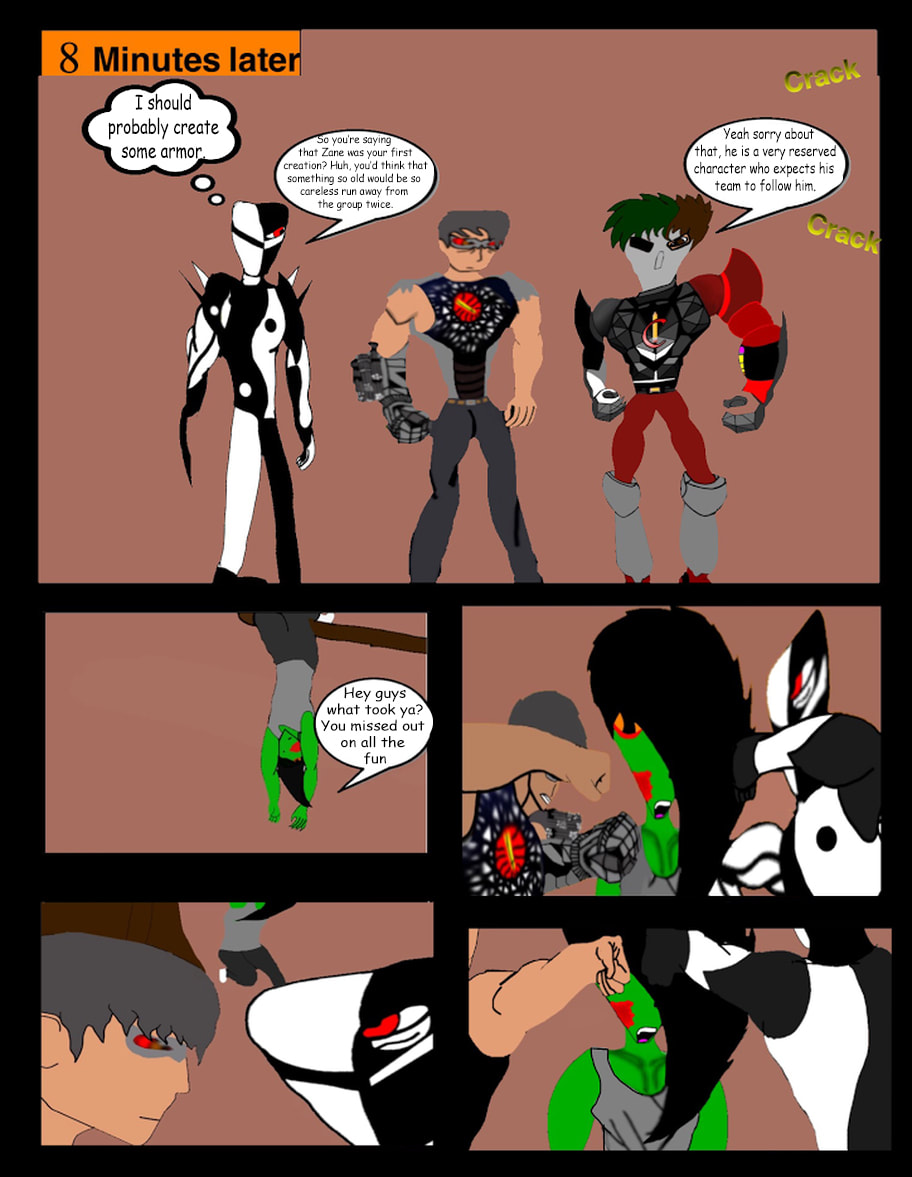 8 Minutes later
Crack
I should
probably create
some armor.
So you're saying
that Zane was your first
creation? Huh, you'd think that
something so old would be so
careless run away from
the group twice.
Yeah sorry about
that, he is a very reserved
character who expects his
team to follow him.
Crack
Hey guys
what took ya?
You missed out
on all the
fun